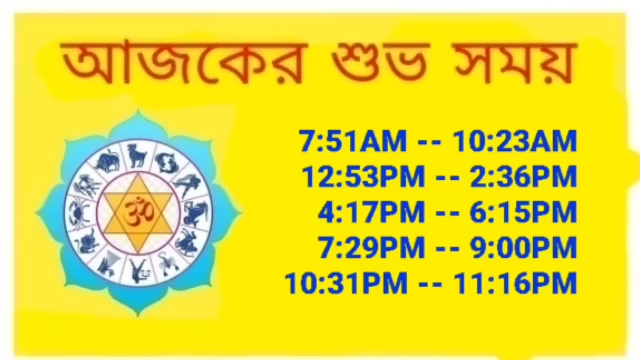 আজকের শুভ সময়
ॐ
7:51AM -- 10:23AM
12:53PM -- 2:36PM
4:17PM -- 6:15PM
7:29PM -- 9:00PM
10:31PM -- 11:16PM